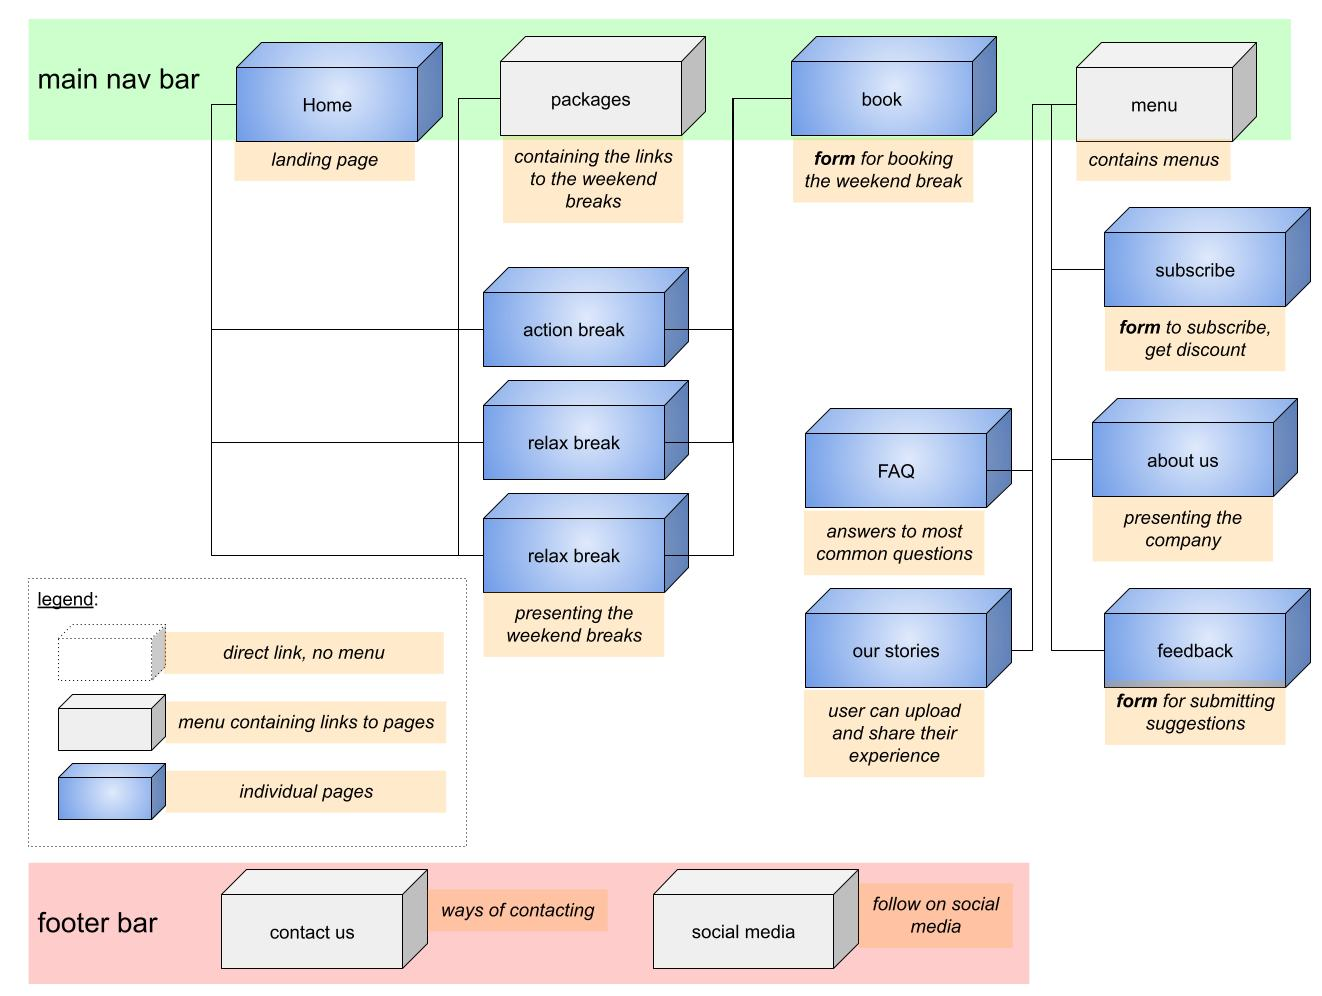 main nav bar
Home
landing page
packages
containing the links
to the weekend
breaks
book
form for booking
the weekend break
menu
contains menus
subscribe
form to subscribe,
get discount
action break
relax break
relax break
presenting the
weekend breaks
FAQ
answers to most
common questions
about us
presenting the
company
our stories
user can upload
and share their
experience
feedback
form for submitting
suggestions
legend:
direct link, no menu
menu containing links to pages
individual pages
footer bar
contact us
ways of contacting
social media
follow on social
media